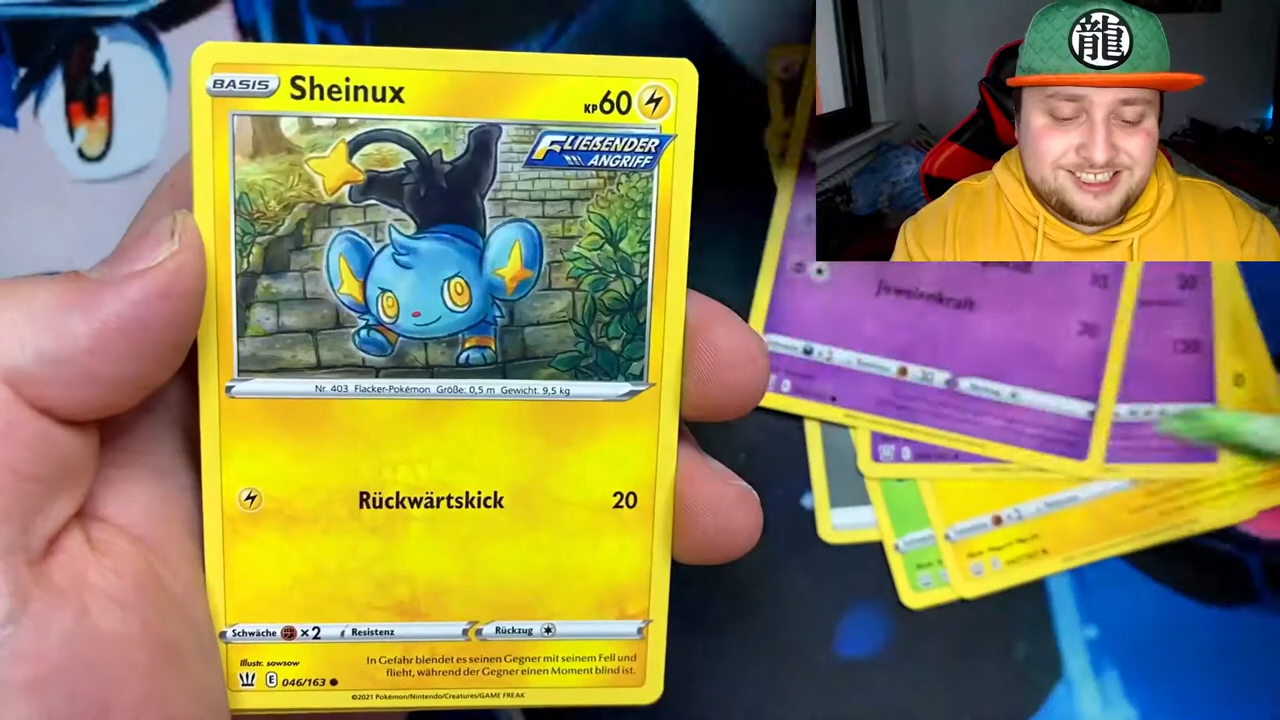 龍
BASIS
Sheinux
KP60
FLIEẞENDER
ANGRIFF
Nr. 403 Flacker-Pokémon Größe: 0,5 m Gewicht: 9,5 kg
Rückwärtskick 20
Schwäche ×2 Resistenz Rückzug
Illustr. sowsow
In Gefahr blendet es seinen Gegner mit seinem Fell und
flieht, während der Gegner einen Moment blind ist.
E 046/163
©2021 Pokémon/Nintendo/Creatures/GAME FREAK
Juwelenkraft
30